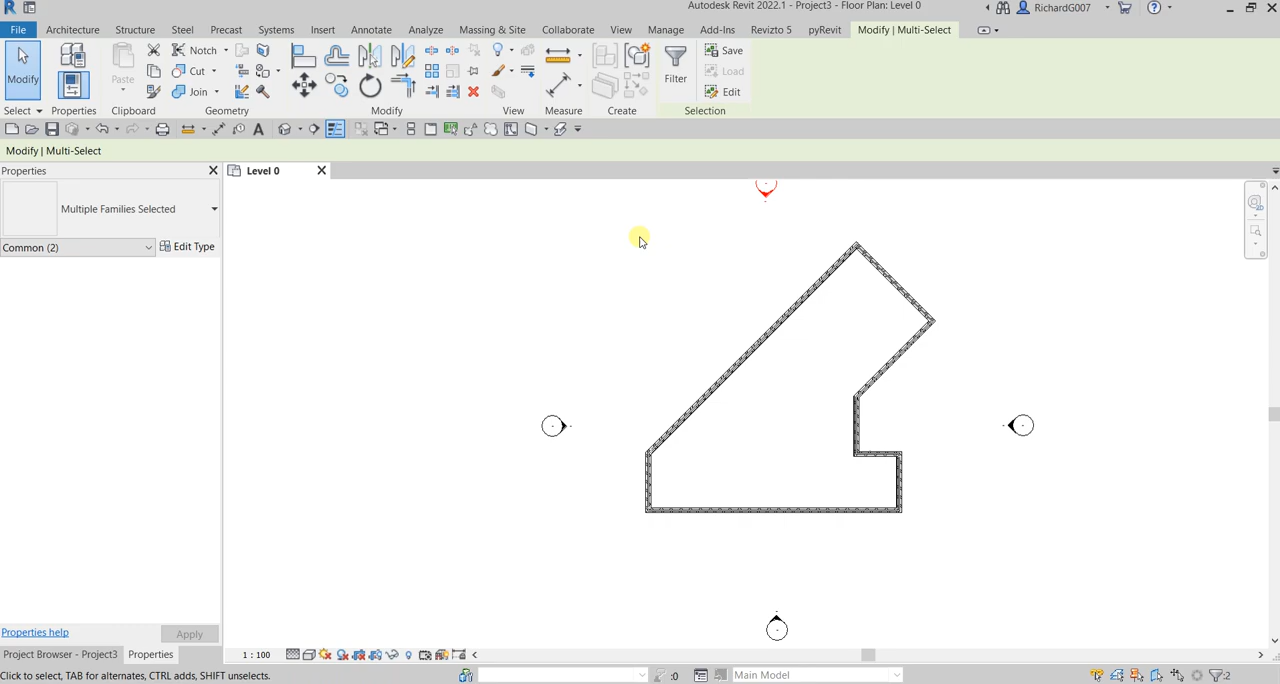 Autodesk Revit 2022.1 - Project3 - Floor Plan: Level 0
RichardG007
File Architecture Structure Steel Precast Systems Insert Annotate Analyze Massing & Site Collaborate View Manage Add-Ins Revizto 5 pyRevit Modify | Multi-Select
Modify
Paste
Notch
Cut
Join
Filter
Save
Load
Edit
Select Properties Clipboard Geometry Modify View Measure Create Selection
Modify | Multi-Select
Properties
Level 0
Multiple Families Selected
Common (2)
Edit Type
2D
Properties help
Apply
Project Browser - Project3
Properties
1 : 100
Click to select, TAB for alternates, CTRL adds, SHIFT unselects.
:0
Main Model
:2